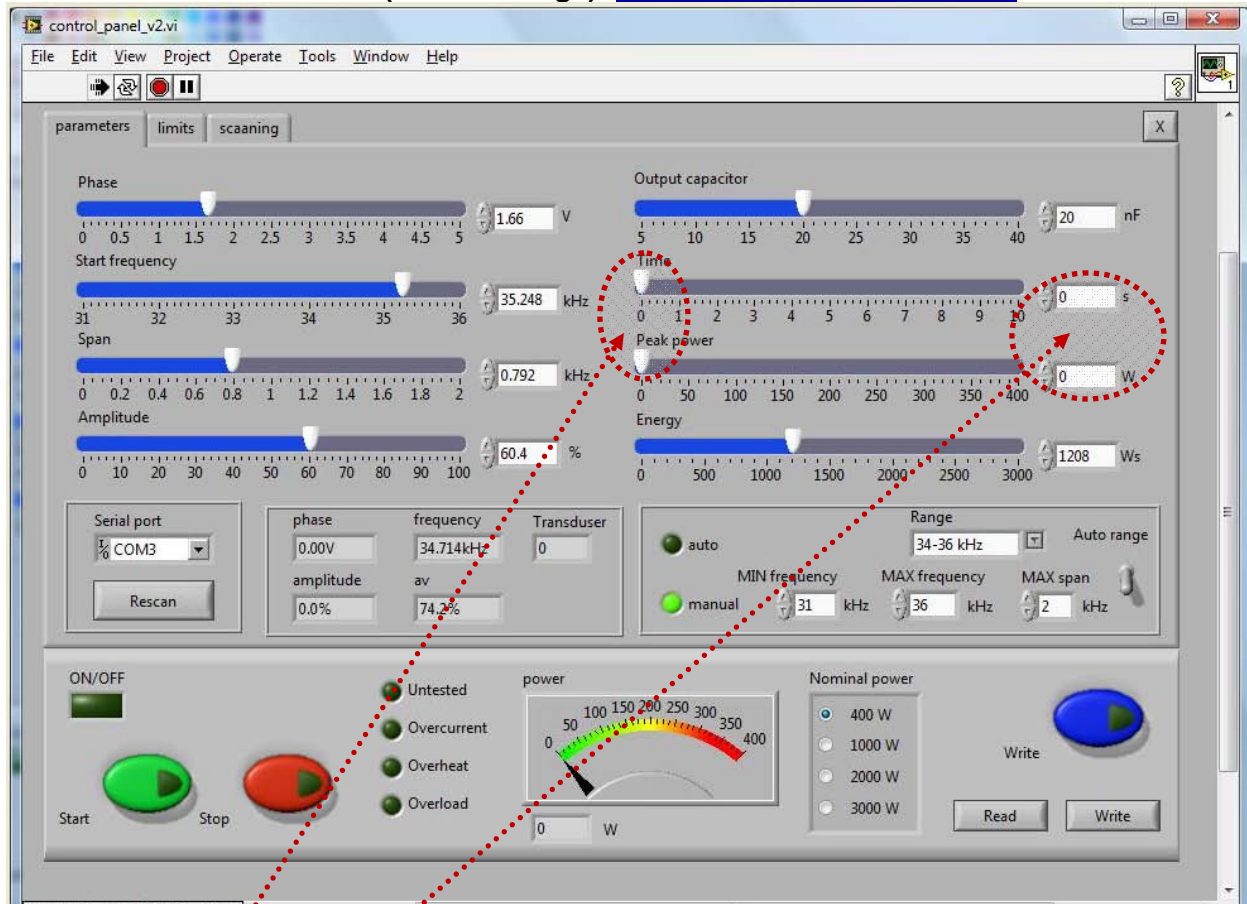 control_panel_v2.vi
File Edit View Project Operate Tools Window Help
1
parameters limits scaaning X
Phase
0 0.5 1 1.5 2 2.5 3 3.5 4 4.5 5
1.66 V
Output capacitor
5 10 15 20 25 30 35 40
20 nF
Start frequency
31 32 33 34 35 36
35.248 kHz
Time
0 1 2 3 4 5 6 7 8 9 10
0 s
Span
0 0.2 0.4 0.6 0.8 1 1.2 1.4 1.6 1.8 2
0.792 kHz
Peak power
0 50 100 150 200 250 300 350 400
0 W
Amplitude
0 10 20 30 40 50 60 70 80 90 100
60.4 %
Energy
0 500 1000 1500 2000 2500 3000
1208 Ws
Serial port
COM3
Rescan
phase frequency Transduser
0.00V 34.714kHz 0
amplitude av
0.0% 74.2%
auto
manual
Range
34-36 kHz
Auto range
MIN frequency MAX frequency MAX span
31 kHz 36 kHz 2 kHz
ON/OFF
Start Stop
Untested
Overcurrent
Overheat
Overload
power
0 50 100 150 200 250 300 350 400
0 W
Nominal power
400 W
1000 W
2000 W
3000 W
Write
Read Write